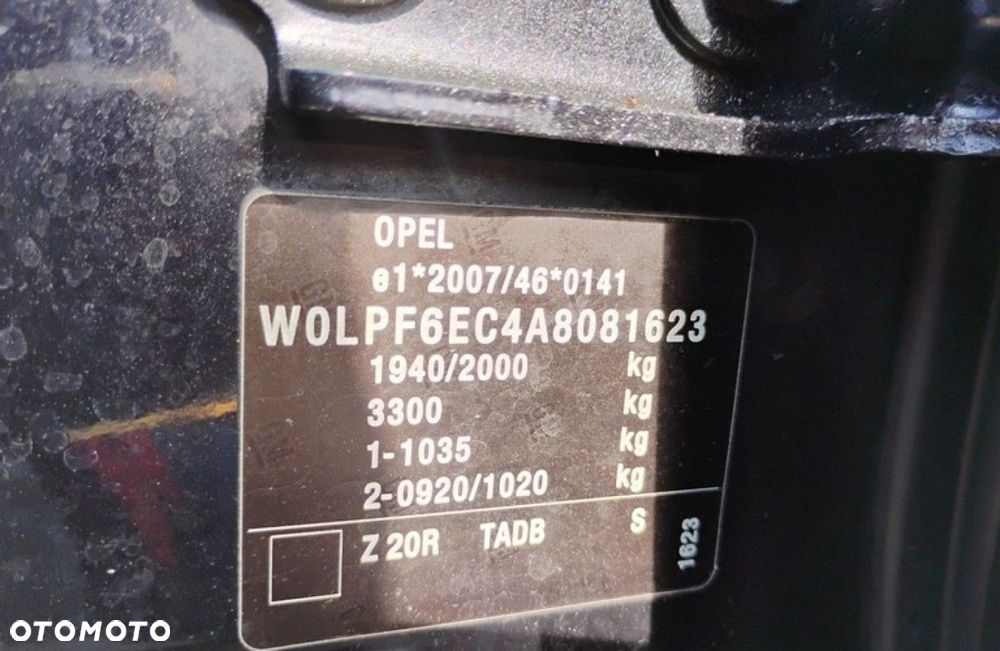 OPEL
e1*2007/46*0141
W0LPF6EC4A8081623
1940/2000 kg
3300 kg
1-1035 kg
2-0920/1020 kg
Z 20R TADB S
1623
OTOMOTO